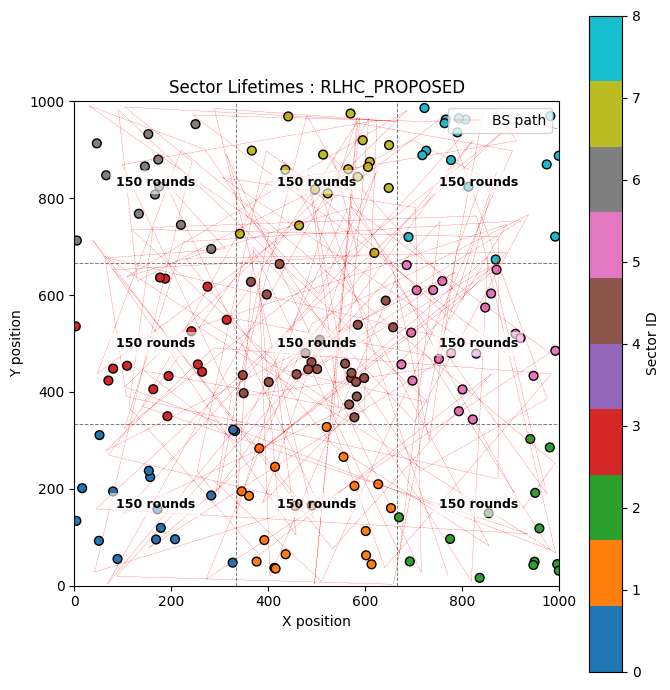 Sector Lifetimes : RLHC_PROPOSED
BS path
150 rounds 150 rounds 150 rounds
150 rounds 150 rounds 150 rounds
150 rounds 150 rounds 150 rounds
1000
800
600
400
200
0
Y position
0 200 400 600 800 1000
X position
8
7
6
5
4
3
2
1
0
Sector ID